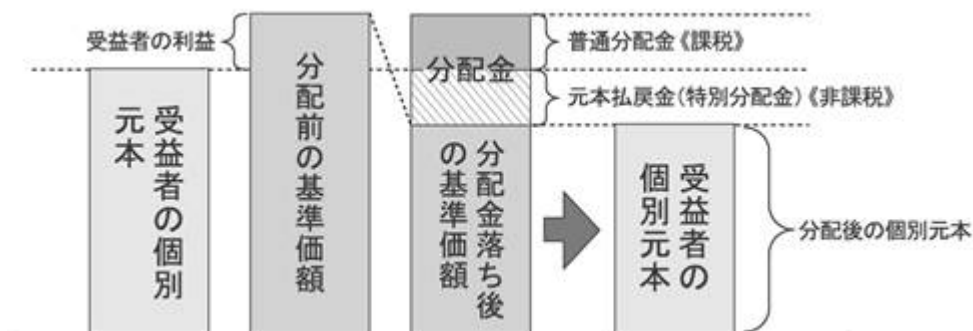 受益者の利益
受益者の個別
元本
分配前の基準価額
分配金
分配金落ち後
の基準価額
普通分配金《課税》
元本払戻金(特別分配金)《非課税》
受益者の
個別元本
分配後の個別元本